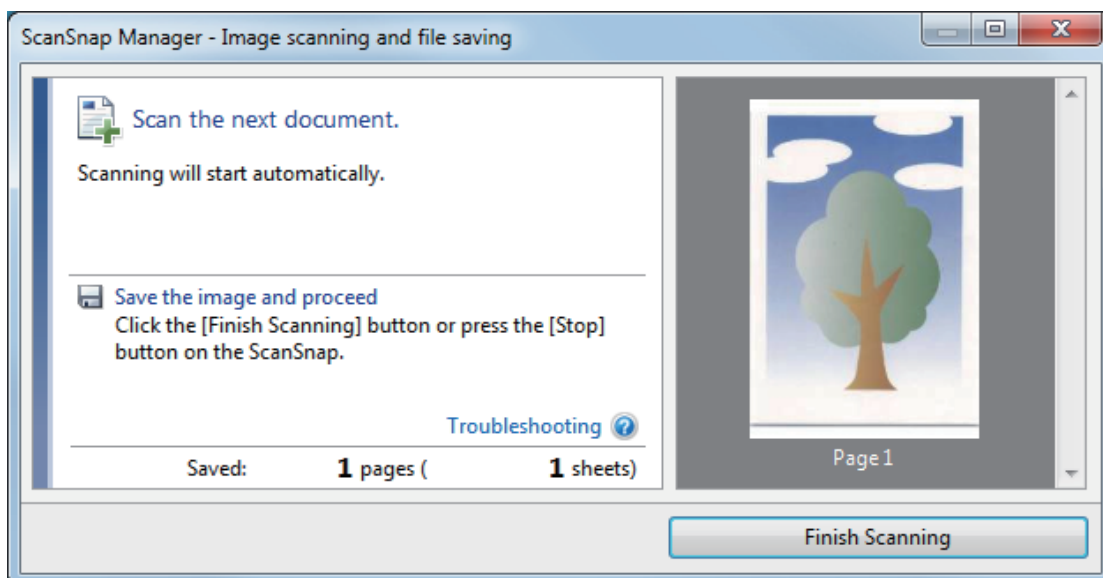 ScanSnap Manager - Image scanning and file saving
Scan the next document.
Scanning will start automatically.
Save the image and proceed
Click the [Finish Scanning] button or press the [Stop]
button on the ScanSnap.
Troubleshooting
Saved: 1 pages ( 1 sheets)
Page 1
Finish Scanning